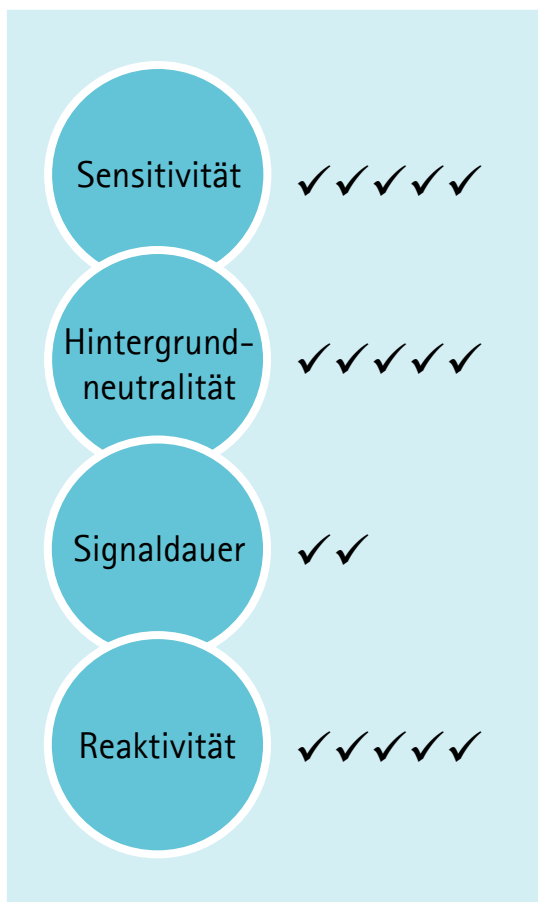 Sensitivität ✓✓✓✓✓
Hintergrund-
neutralität ✓✓✓✓✓
Signaldauer ✓✓
Reaktivität ✓✓✓✓✓